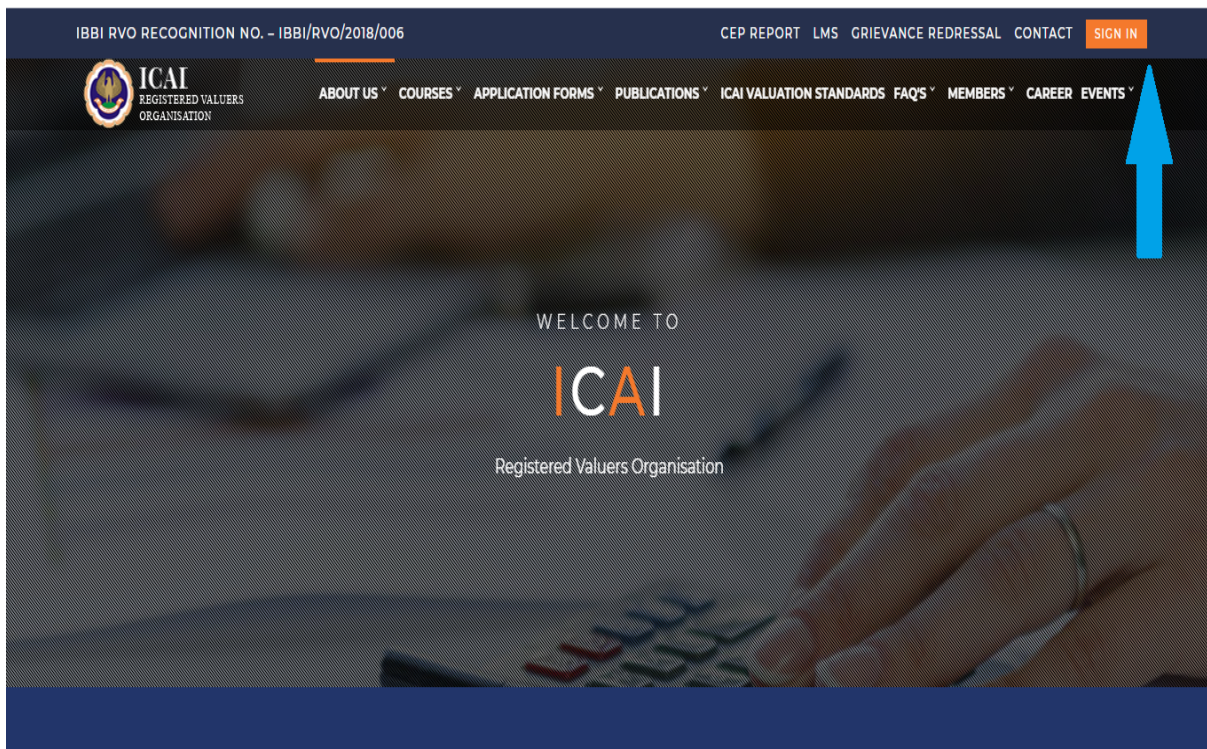 IBBI RVO RECOGNITION NO. – IBBI/RVO/2018/006
CEP REPORT LMS GRIEVANCE REDRESSAL CONTACT SIGN IN
ICAI
REGISTERED VALUERS
ORGANISATION
ABOUT US COURSES APPLICATION FORMS PUBLICATIONS ICAI VALUATION STANDARDS FAQ'S MEMBERS CAREER EVENTS
WELCOME TO
ICAI
Registered Valuers Organisation